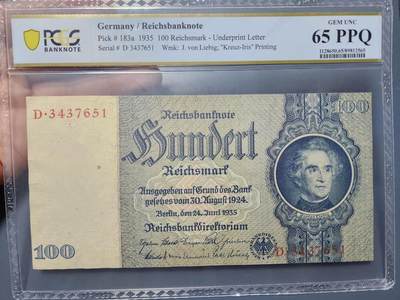 PCGS
BANKNOTE
Germany / Reichsbanknote
Pick # 183a 1935 100 Reichsmark - Underprint Letter
Serial # D 3437651 Wmk: J. von Liebig; "Kreuz-Iris" Printing
GEM UNC
65 PPQ
D·3437651
Reichsbanknote
100
Hundert
Reichsmark
Ausgegeben auf Grund des Bank
gesetzes vom 30. August 1924.
Berlin, den 24. Juni 1935
Reichsbankdirektorium
100
D·3437651